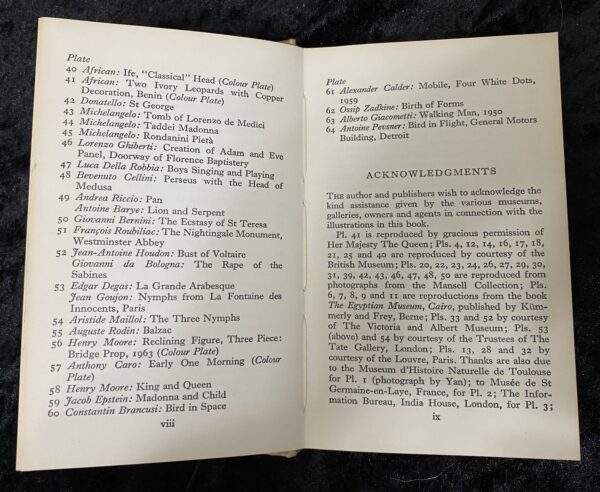 Plate
40 African: Ife, "Classical" Head (Colour Plate)
41 African: Two Ivory Leopards with Copper
Decoration, Benin (Colour Plate)
42 Donatello: St George
43 Michelangelo: Tomb of Lorenzo de Medici
44 Michelangelo: Taddei Madonna
45 Michelangelo: Rondanini Pietà
46 Lorenzo Ghiberti: Creation of Adam and Eve
Panel, Doorway of Florence Baptistery
47 Luca Della Robbia: Boys Singing and Playing
48 Bevenuto Cellini: Perseus with the Head of
Medusa
49 Andrea Riccio: Pan
Antoine Barye: Lion and Serpent
50 Giovanni Bernini: The Ecstasy of St Teresa
51 François Roubiliac: The Nightingale Monument,
Westminster Abbey
52 Jean-Antoine Houdon: Bust of Voltaire
Giovanni da Bologna: The Rape of the
Sabines
53 Edgar Degas: La Grande Arabesque
Jean Goujon: Nymphs from La Fontaine des
Innocents, Paris
54 Aristide Maillol: The Three Nymphs
55 Auguste Rodin: Balzac
56 Henry Moore: Reclining Figure, Three Piece:
Bridge Prop, 1963 (Colour Plate)
57 Anthony Caro: Early One Morning (Colour
Plate)
58 Henry Moore: King and Queen
59 Jacob Epstein: Madonna and Child
60 Constantin Brancusi: Bird in Space
viii
Plate
61 Alexander Calder: Mobile, Four White Dots,
1959
62 Ossip Zadkine: Birth of Forms
63 Alberto Giacometti: Walking Man, 1950
64 Antoine Pevsner: Bird in Flight, General Motors
Building, Detroit
ACKNOWLEDGMENTS
THE author and publishers wish to acknowledge the
kind assistance given by the various museums,
galleries, owners and agents in connection with the
illustrations in this book.
Pl. 41 is reproduced by gracious permission of
Her Majesty The Queen; Pls. 4, 12, 14, 16, 17, 18,
21, 25 and 40 are reproduced by courtesy of the
British Museum; Pls. 20, 22, 23, 24, 26, 27, 29, 30,
31, 39, 42, 43, 46, 47, 48, 50 are reproduced from
photographs from the Mansell Collection; Pls.
6, 7, 8, 9 and 11 are reproductions from the book
The Egyptian Museum, Cairo, published by Küm-
merly and Frey, Berne; Pls. 33 and 52 by courtesy
of The Victoria and Albert Museum; Pls. 53
(above) and 54 by courtesy of the Trustees of The
Tate Gallery, London; Pls. 13, 28 and 32 by
courtesy of the Louvre, Paris. Thanks are also due
to the Museum d'Histoire Naturelle de Toulouse
for Pl. 1 (photograph by Yan); to Musée de St
Germaine-en-Laye, France, for Pl. 2; The Infor-
mation Bureau, India House, London, for Pl. 3;
ix